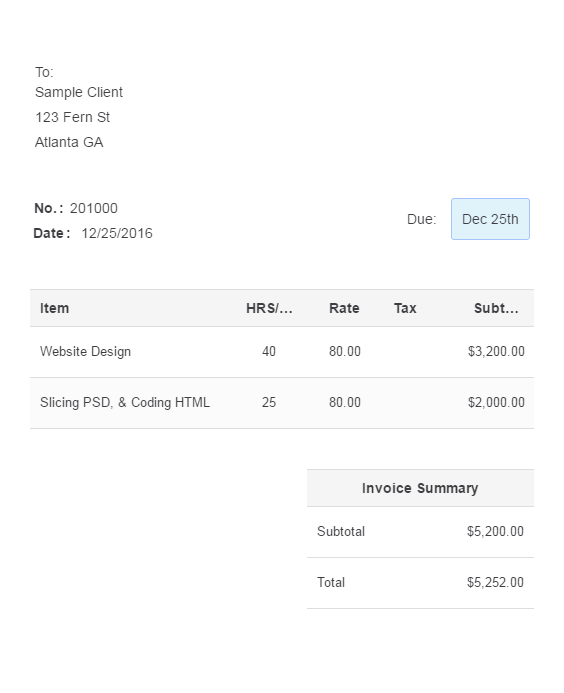 To:
Sample Client
123 Fern St
Atlanta GA
No.: 201000
Due: Dec 25th
Date: 12/25/2016
Item HRS/... Rate Tax Subt...
Website Design 40 80.00 $3,200.00
Slicing PSD, & Coding HTML 25 80.00 $2,000.00
Invoice Summary
Subtotal $5,200.00
Total $5,252.00